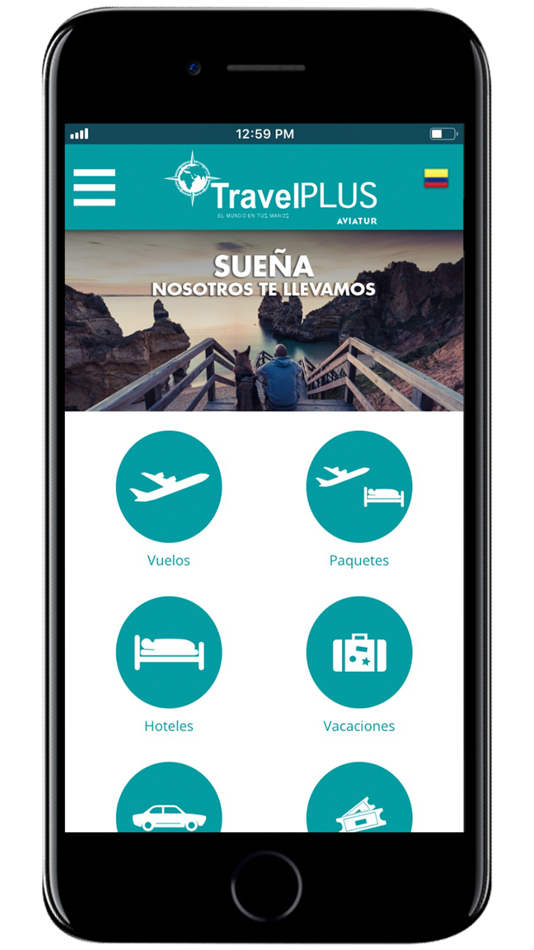 12:59 PM
TravelPLUS
EL MUNDO EN TUS MANOS
AVIATUR
SUEÑA
NOSOTROS TE LLEVAMOS
Vuelos
Paquetes
Hoteles
Vacaciones